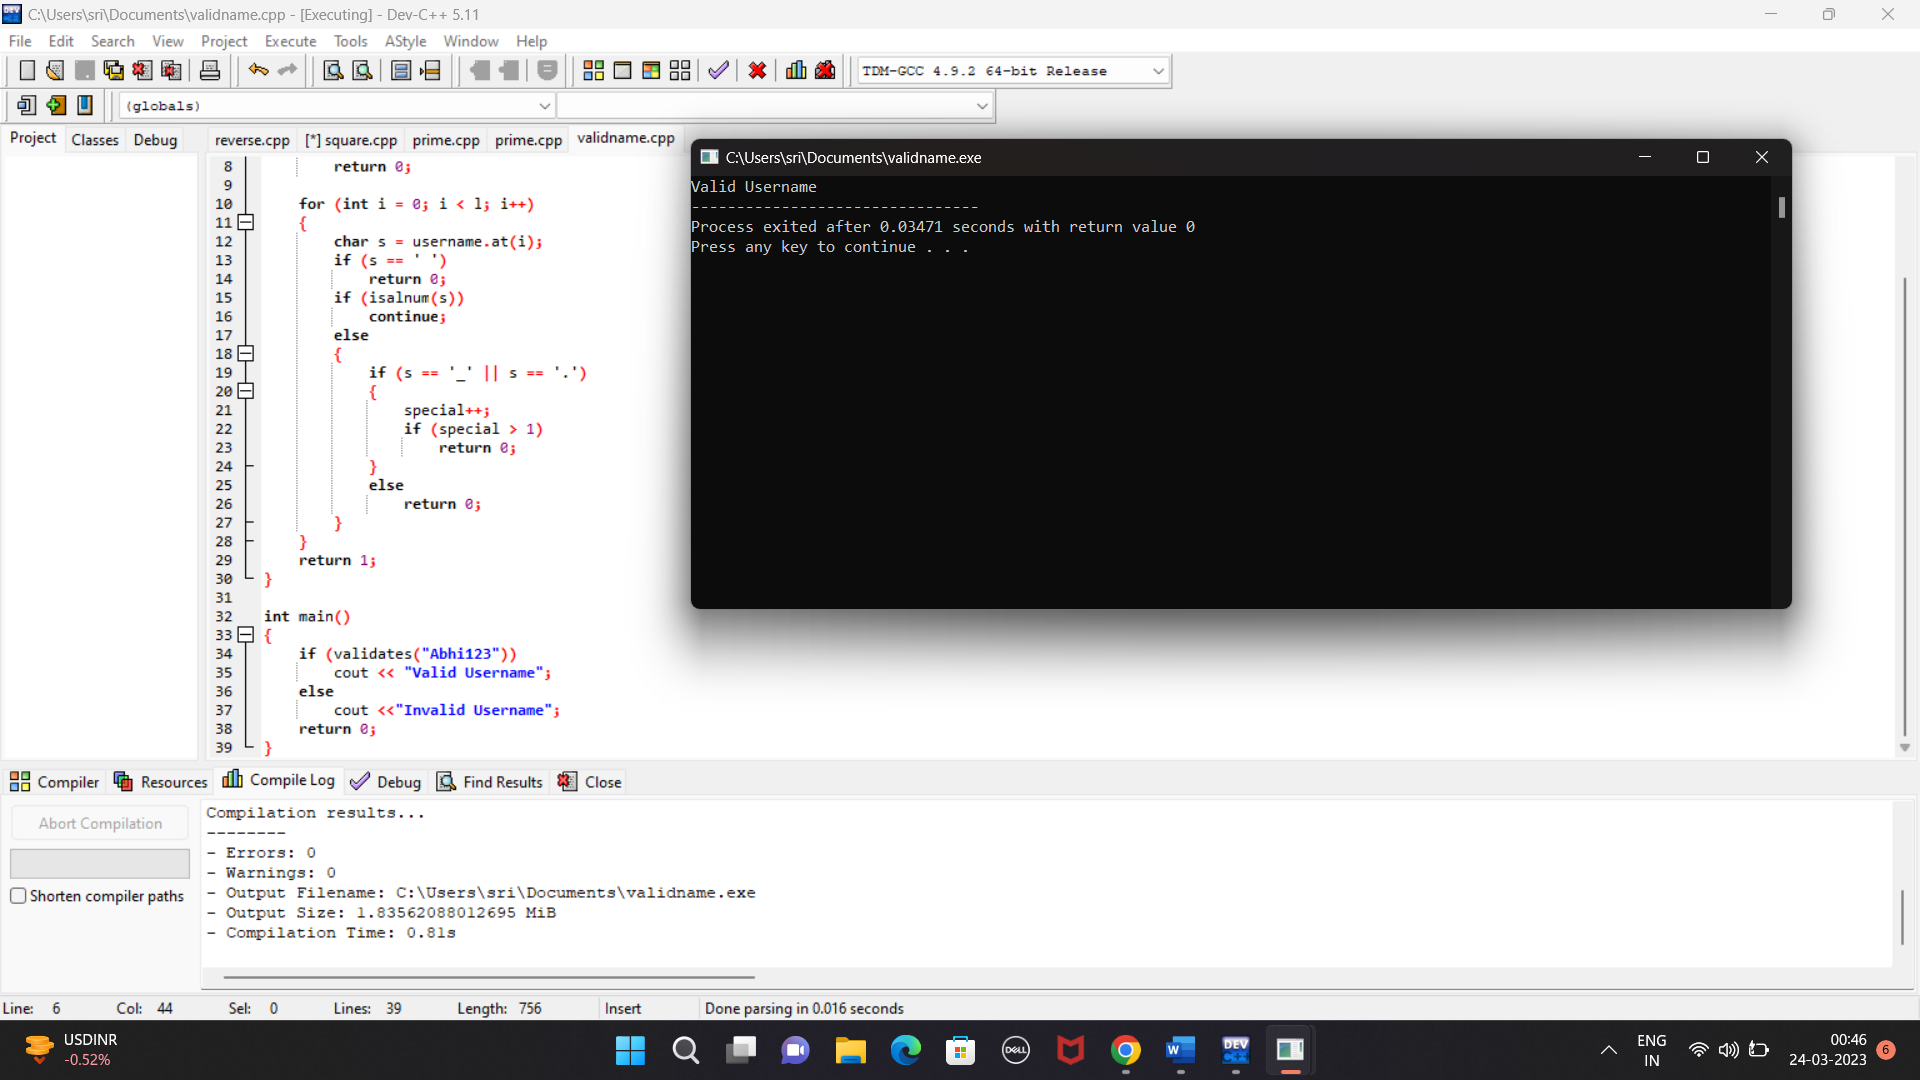 C:\Users\sri\Documents\validname.cpp - [Executing] - Dev-C++ 5.11
File Edit Search View Project Execute Tools AStyle Window Help
TDM-GCC 4.9.2 64-bit Release
(globals)
Project Classes Debug
reverse.cpp [*] square.cpp prime.cpp prime.cpp validname.cpp
8 return 0;
9
10 for (int i = 0; i < l; i++)
11 {
12 char s = username.at(i);
13 if (s == ' ')
14 return 0;
15 if (isalnum(s))
16 continue;
17 else
18 {
19 if (s == '_' || s == '.')
20 {
21 special++;
22 if (special > 1)
23 return 0;
24 }
25 else
26 return 0;
27 }
28 }
29 return 1;
30 }
31
32 int main()
33 {
34 if (validates("Abhi123"))
35 cout << "Valid Username";
36 else
37 cout <<"Invalid Username";
38 return 0;
39 }
C:\Users\sri\Documents\validname.exe
Valid Username
--------------------------------
Process exited after 0.03471 seconds with return value 0
Press any key to continue . . .
Compiler Resources Compile Log Debug Find Results Close
Abort Compilation
Shorten compiler paths
Compilation results...
--------
- Errors: 0
- Warnings: 0
- Output Filename: C:\Users\sri\Documents\validname.exe
- Output Size: 1.83562088012695 MiB
- Compilation Time: 0.81s
Line: 6 Col: 44 Sel: 0 Lines: 39 Length: 756 Insert Done parsing in 0.016 seconds
USDINR
-0.52%
DELL
W
DEV
C++
ENG
IN
00:46
24-03-2023
6